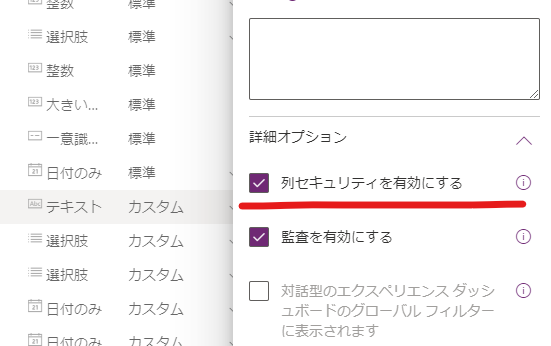 整数 標準
選択肢 標準
整数 標準
大きい... 標準
一意識... 標準
日付のみ 標準
テキスト カスタム
選択肢 カスタム
選択肢 カスタム
日付のみ カスタム
日付のみ カスタム
詳細オプション
列セキュリティを有効にする
監査を有効にする
対話型のエクスペリエンス ダッシ
ュボードのグローバル フィルター
に表示されます